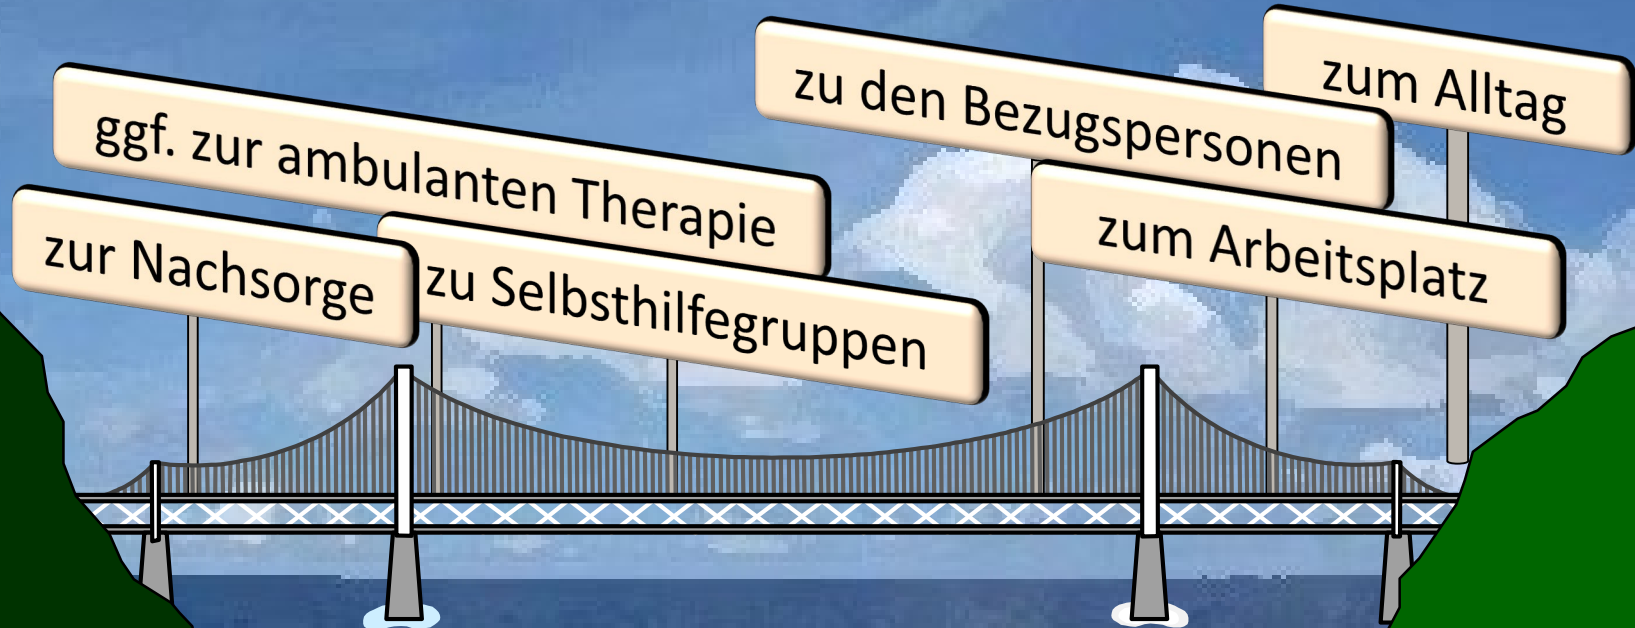 ggf. zur ambulanten Therapie
zur Nachsorge
zu Selbsthilfegruppen
zu den Bezugspersonen
zum Alltag
zum Arbeitsplatz